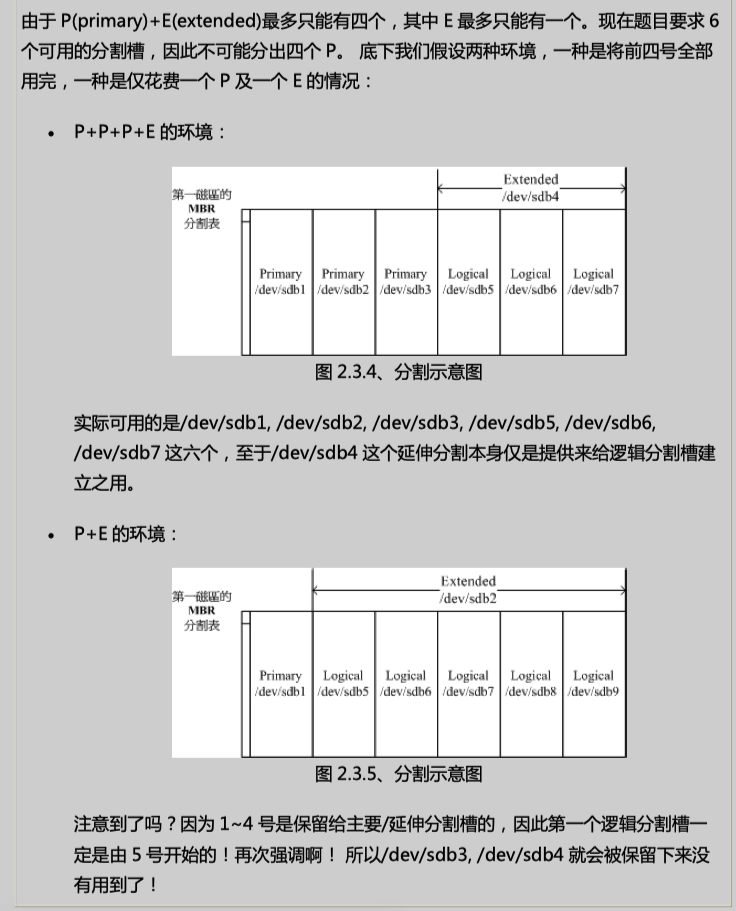 由于 P(primary)+E(extended)最多只能有四个，其中 E 最多只能有一个。现在题目要求 6
个可用的分割槽，因此不可能分出四个 P。 底下我们假设两种环境，一种是将前四号全部
用完，一种是仅花费一个 P 及一个 E 的情况：
• P+P+P+E 的环境：
第一磁區的
MBR
分割表
Extended
/dev/sdb4
Primary
/dev/sdb1
Primary
/dev/sdb2
Primary
/dev/sdb3
Logical
/dev/sdb5
Logical
/dev/sdb6
Logical
/dev/sdb7
图 2.3.4、分割示意图
实际可用的是/dev/sdb1, /dev/sdb2, /dev/sdb3, /dev/sdb5, /dev/sdb6,
/dev/sdb7 这六个，至于/dev/sdb4 这个延伸分割本身仅是提供来给逻辑分割槽建
立之用。
• P+E 的环境：
第一磁區的
MBR
分割表
Extended
/dev/sdb2
Primary
/dev/sdb1
Logical
/dev/sdb5
Logical
/dev/sdb6
Logical
/dev/sdb7
Logical
/dev/sdb8
Logical
/dev/sdb9
图 2.3.5、分割示意图
注意到了吗？因为 1~4 号是保留给主要/延伸分割槽的，因此第一个逻辑分割槽一
定是由 5 号开始的！再次强调啊！ 所以/dev/sdb3, /dev/sdb4 就会被保留下来没
有用到了！